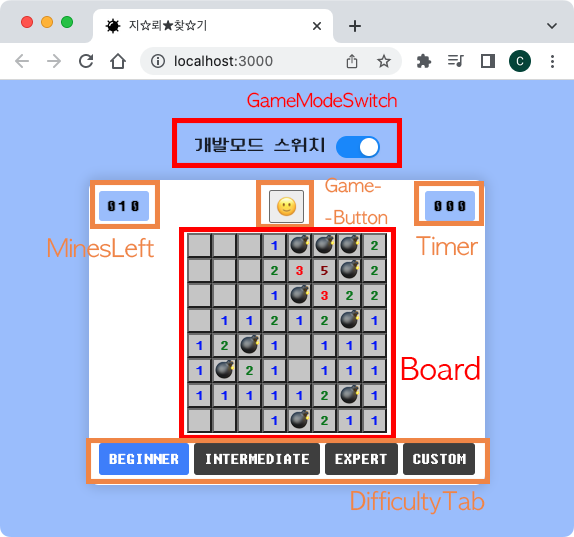 지☆뢰★찾☆기
localhost:3000
C
GameModeSwitch
개발모드 스위치
010
Game-
-Button
000
MinesLeft
Timer
1 2
2 3 5 2
1 3 2 2
1 1 2 1 2 1
1 2 1 1 1 1
1 2 1 1 1 1
1 1 1 1 1 2 1
1 2 1 1
Board
BEGINNER INTERMEDIATE EXPERT CUSTOM
DifficultyTab